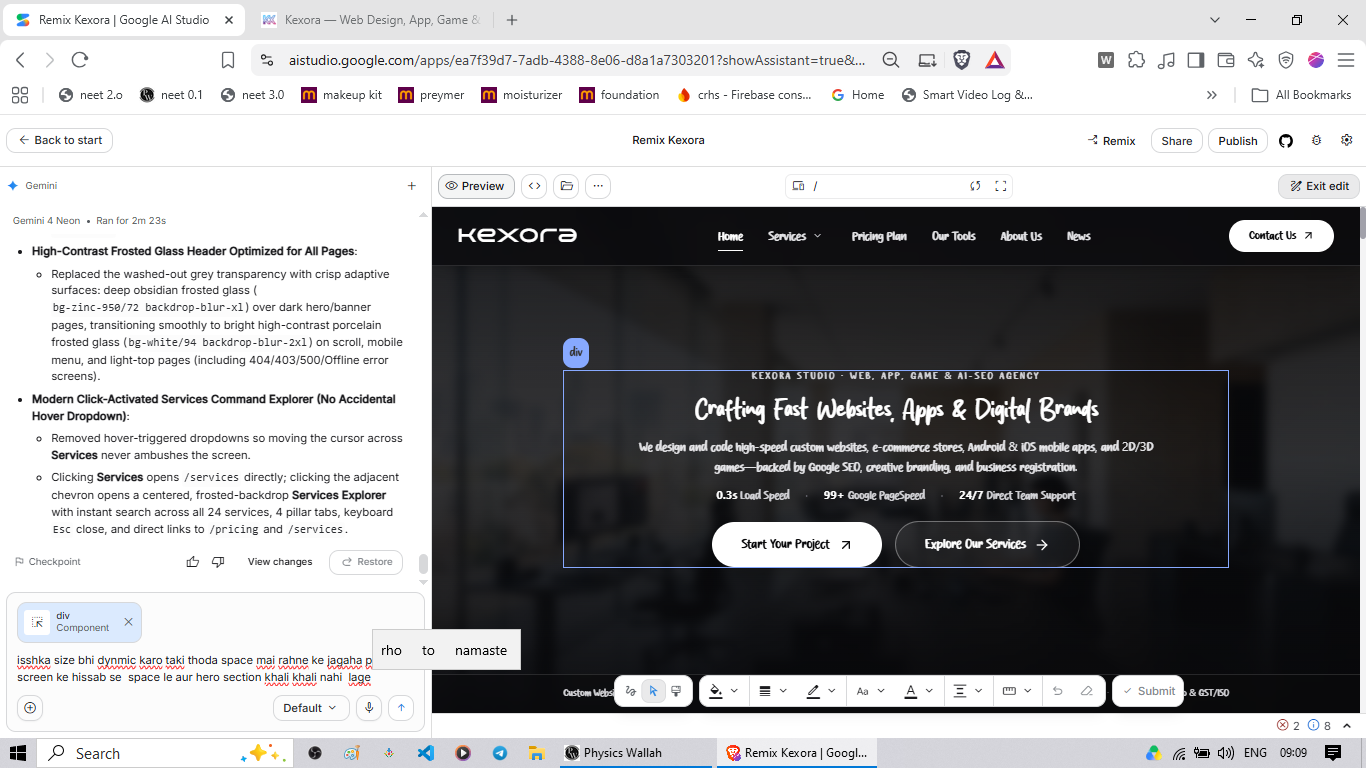 Remix Kexora | Google AI Studio
Kexora — Web Design, App, Game &
aistudio.google.com/apps/ea7f39d7-7adb-4388-8e06-d8a1a7303201?showAssistant=true&...
neet 2.o
neet 0.1
neet 3.0
makeup kit
preymer
moisturizer
foundation
crhs - Firebase cons...
Home
Smart Video Log &...
All Bookmarks
Back to start
Remix Kexora
Remix
Share
Publish
Gemini
Preview
/
Exit edit
Gemini 4 Neon • Ran for 2m 23s
• High-Contrast Frosted Glass Header Optimized for All Pages:
Replaced the washed-out grey transparency with crisp adaptive
surfaces: deep obsidian frosted glass (
bg-zinc-950/72 backdrop-blur-xl) over dark hero/banner
pages, transitioning smoothly to bright high-contrast porcelain
frosted glass (bg-white/94 backdrop-blur-2xl) on scroll, mobile
menu, and light-top pages (including 404/403/500/Offline error
screens).
• Modern Click-Activated Services Command Explorer (No Accidental
Hover Dropdown):
Removed hover-triggered dropdowns so moving the cursor across
Services never ambushes the screen.
Clicking Services opens /services directly; clicking the adjacent
chevron opens a centered, frosted-backdrop Services Explorer
with instant search across all 24 services, 4 pillar tabs, keyboard
Esc close, and direct links to /pricing and /services.
Checkpoint
View changes
Restore
div
Component
isshka size bhi dynmic karo taki thoda space mai rahne ke jagaha
screen ke hissab se space le aur hero section khali khali nahi lage
rho to namaste
Default
kexora
Home
Services
Pricing Plan
Our Tools
About Us
News
Contact Us
div
KEXORA STUDIO · WEB, APP, GAME & AI-SEO AGENCY
Crafting Fast Websites, Apps & Digital Brands
We design and code high-speed custom websites, e-commerce stores, Android & iOS mobile apps, and 2D/3D
games—backed by Google SEO, creative branding, and business registration.
0.3s Load Speed · 99+ Google PageSpeed · 24/7 Direct Team Support
Start Your Project
Explore Our Services
Custom
& GST/ISO
Aa
A
Submit
2
8
Search
Physics Wallah
Remix Kexora | Googl...
ENG
09:09